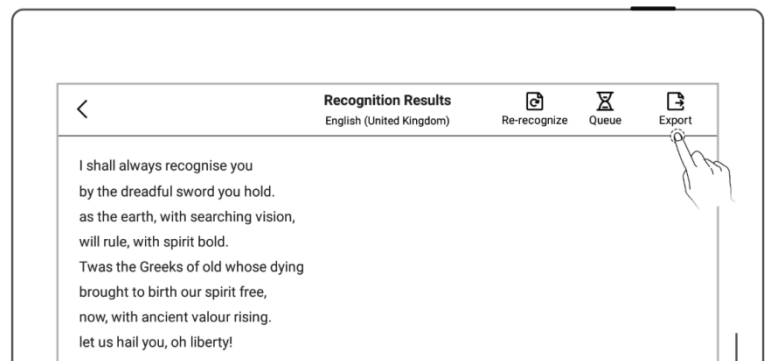 Recognition Results
English (United Kingdom)
Re-recognize
Queue
Export
I shall always recognise you
by the dreadful sword you hold.
as the earth, with searching vision,
will rule, with spirit bold.
Twas the Greeks of old whose dying
brought to birth our spirit free,
now, with ancient valour rising.
let us hail you, oh liberty!